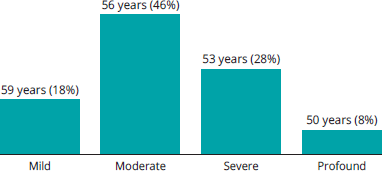 56 years (46%)
53 years (28%)
59 years (18%)
50 years (8%)
Mild
Moderate
Severe
Profound